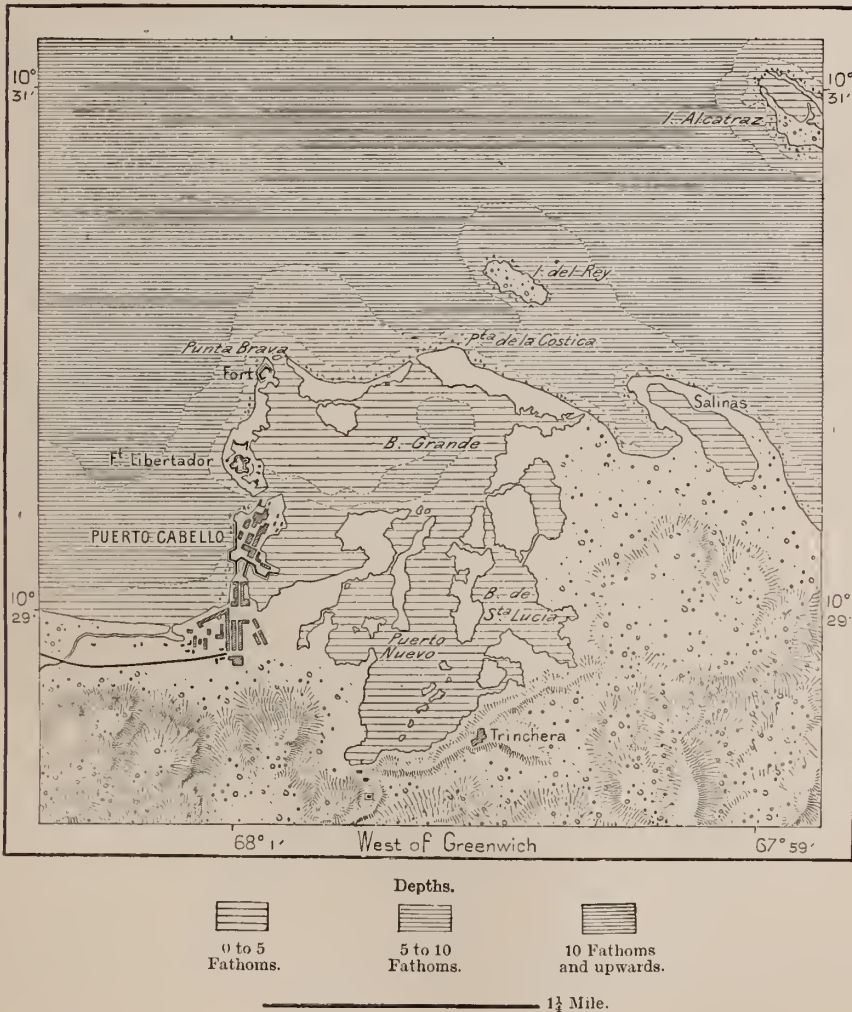 10° 31'
10° 31'
I. Alcatraz
I. del Rey
Pta de la Costica
Punta Brava
Fort
Salinas
B. Grande
Ft. Libertador
PUERTO CABELLO
10° 29'
10° 29'
B. de
Sta Lucia
Puerto
Nuevo
Trinchera
68° 1'
West of Greenwich
67° 59'
Depths.
0 to 5
Fathoms.
5 to 10
Fathoms.
10 Fathoms
and upwards.
1¼ Mile.